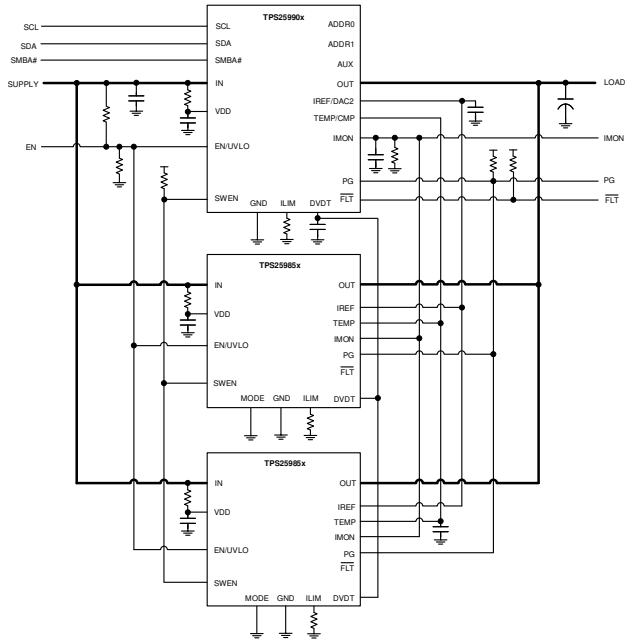 TPS25990x
SCL
SCL
ADDR0
SDA
SDA
ADDR1
SMBA#
SMBA#
AUX
SUPPLY
IN
OUT
LOAD
VDD
IREF/DAC2
TEMP/CMP
EN
EN/UVLO
IMON
IMON
SWEN
PG
PG
FLT
FLT
GND
ILIM
DVDT
TPS25985x
IN
OUT
VDD
IREF
TEMP
EN/UVLO
IMON
PG
SWEN
FLT
MODE
GND
ILIM
DVDT
TPS25985x
IN
OUT
VDD
IREF
TEMP
EN/UVLO
IMON
PG
SWEN
FLT
MODE
GND
ILIM
DVDT